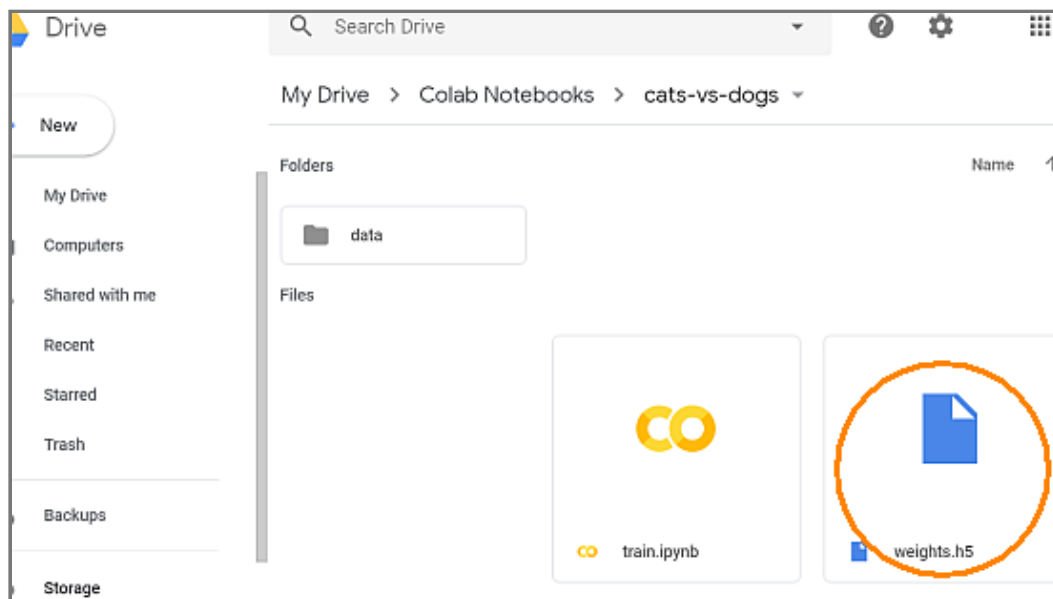 Drive
Search Drive
My Drive > Colab Notebooks > cats-vs-dogs
New
My Drive
Computers
Shared with me
Recent
Starred
Trash
Backups
Storage
Folders
Name
data
Files
train.ipynb
weights.h5